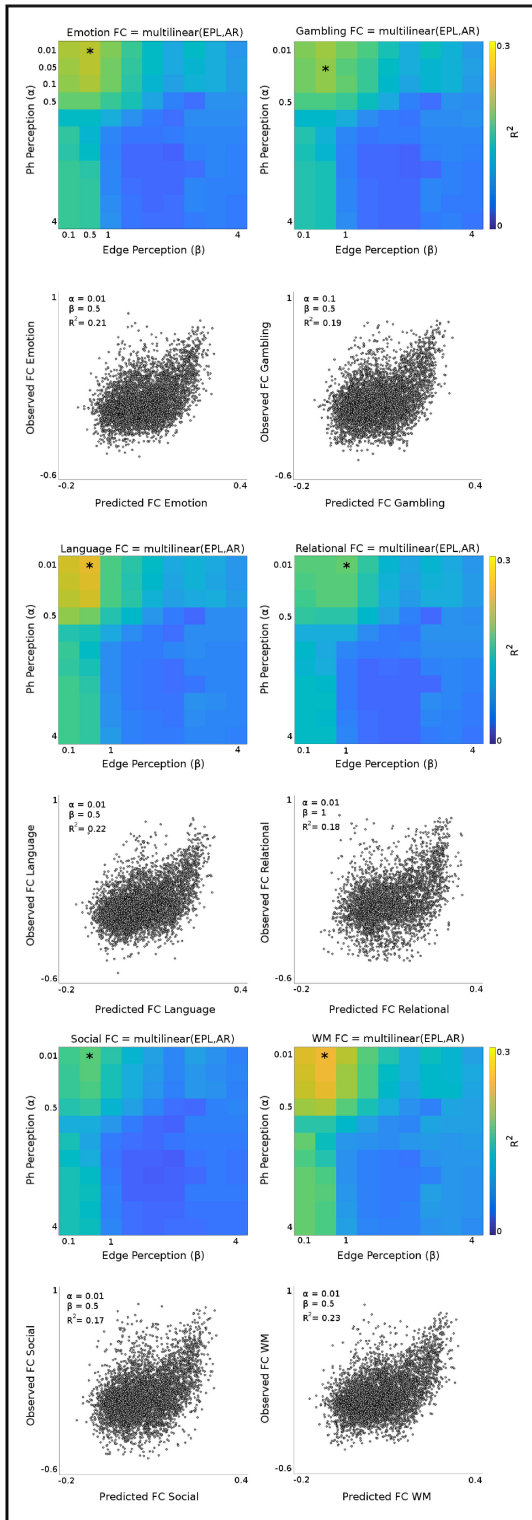 Emotion FC = multilinear(EPL,AR)
Ph Perception (α)
0.01
0.05
0.1
0.5
4
*
0.1 0.5 1 4
Edge Perception (β)
Gambling FC = multilinear(EPL,AR)
Ph Perception (α)
0.01
0.5
4
*
0.1 1 4
Edge Perception (β)
0.3
R²
0
α = 0.01
β = 0.5
R²= 0.21
Observed FC Emotion
1
-0.6
-0.2 0.4
Predicted FC Emotion
α = 0.1
β = 0.5
R²= 0.19
Observed FC Gambling
1
-0.6
-0.2 0.4
Predicted FC Gambling
Language FC = multilinear(EPL,AR)
Ph Perception (α)
0.01
0.5
4
*
0.1 1 4
Edge Perception (β)
Relational FC = multilinear(EPL,AR)
Ph Perception (α)
0.01
0.5
4
*
0.1 1 4
Edge Perception (β)
0.3
R²
0
α = 0.01
β = 0.5
R²= 0.22
Observed FC Language
1
-0.6
-0.2 0.4
Predicted FC Language
α = 0.01
β = 1
R²= 0.18
Observed FC Relational
1
-0.6
-0.2 0.4
Predicted FC Relational
Social FC = multilinear(EPL,AR)
Ph Perception (α)
0.01
0.5
4
*
0.1 1 4
Edge Perception (β)
WM FC = multilinear(EPL,AR)
Ph Perception (α)
0.01
0.5
4
*
0.1 1 4
Edge Perception (β)
0.3
R²
0
α = 0.01
β = 0.5
R²= 0.17
Observed FC Social
1
-0.6
-0.2 0.4
Predicted FC Social
α = 0.01
β = 0.5
R²= 0.23
Observed FC WM
1
-0.6
-0.2 0.4
Predicted FC WM